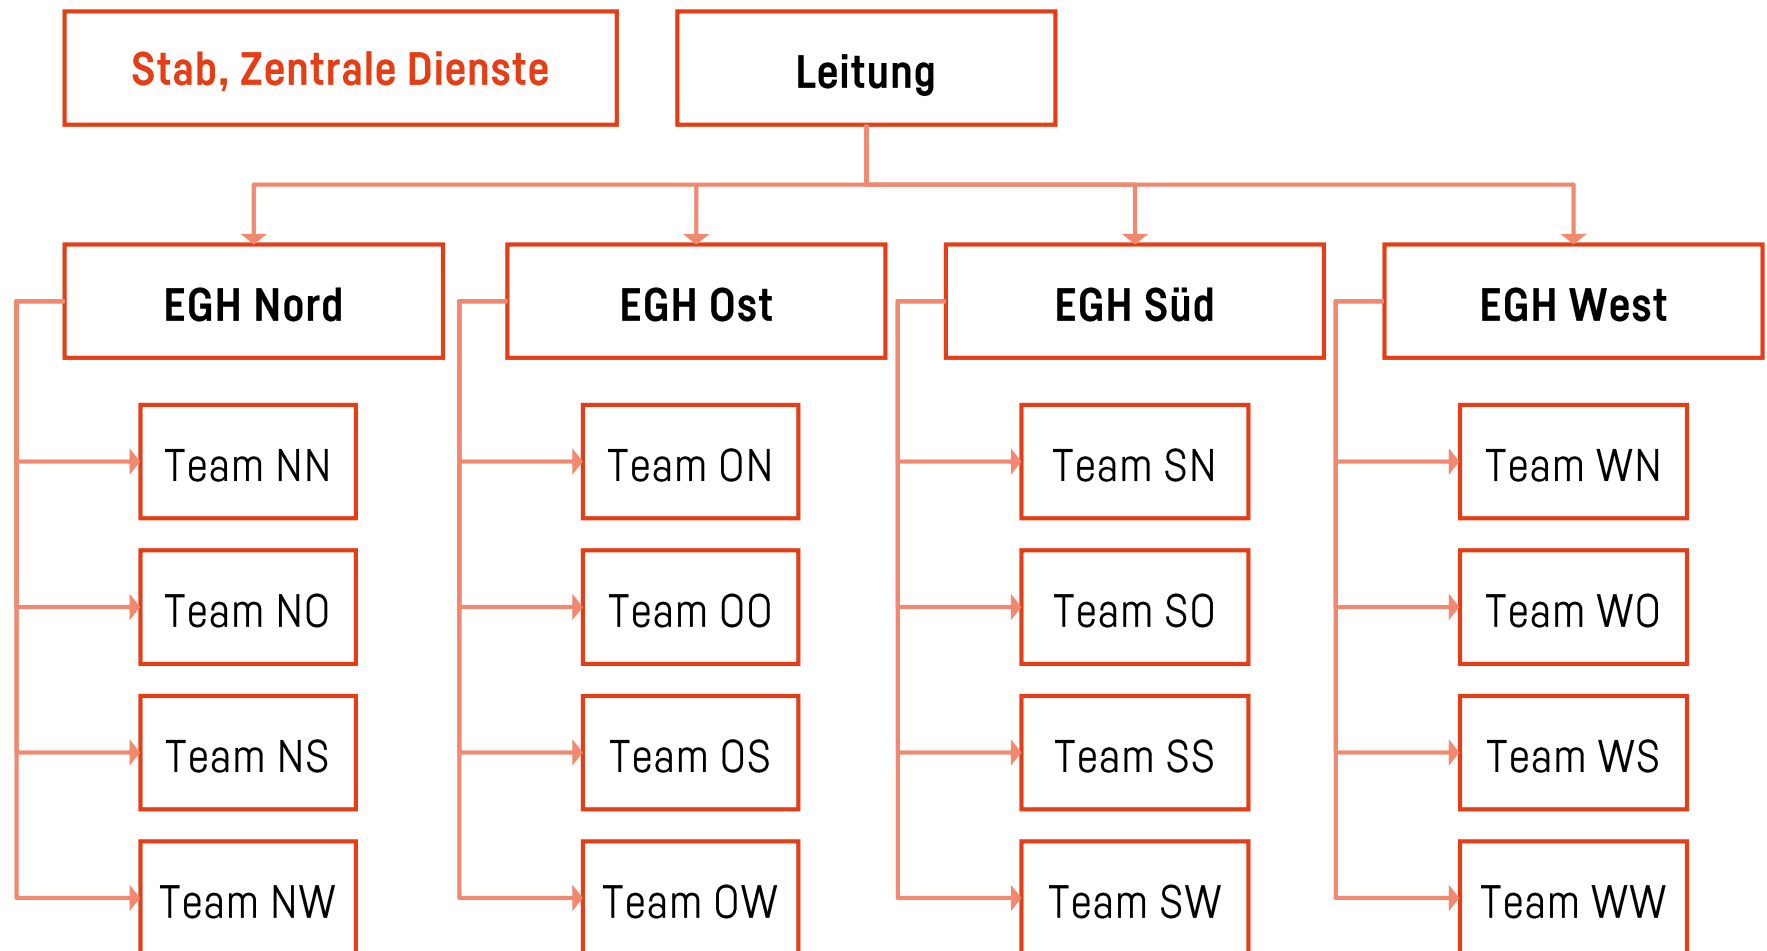 Stab, Zentrale Dienste
Leitung
EGH Nord
EGH Ost
EGH Süd
EGH West
Team NN
Team ON
Team SN
Team WN
Team NO
Team OO
Team SO
Team WO
Team NS
Team OS
Team SS
Team WS
Team NW
Team OW
Team SW
Team WW